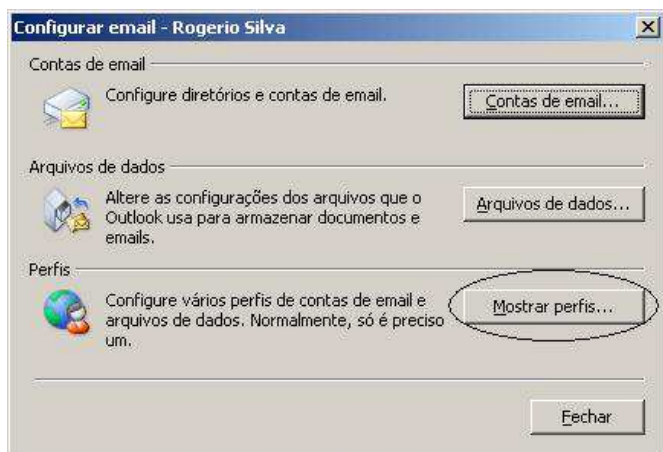 Configurar email - Rogerio Silva
Contas de email
Configure diretórios e contas de email.
Contas de email...
Arquivos de dados
Altere as configurações dos arquivos que o
Outlook usa para armazenar documentos e
emails.
Arquivos de dados...
Perfis
Configure vários perfis de contas de email e
arquivos de dados. Normalmente, só é preciso
um.
Mostrar perfis...
Fechar